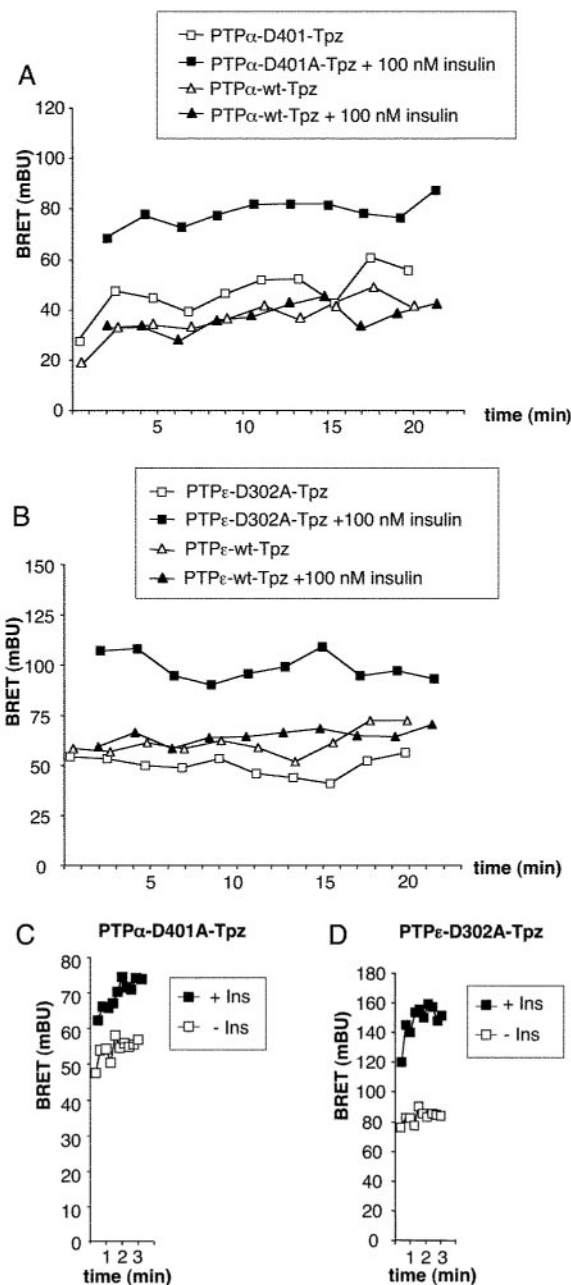 PTPα-D401-Tpz
PTPα-D401A-Tpz + 100 nM insulin
PTPα-wt-Tpz
PTPα-wt-Tpz + 100 nM insulin
A
120
100
80
60
40
20
0
BRET (mBU)
5
10
15
20
time (min)
PTPε-D302A-Tpz
PTPε-D302A-Tpz +100 nM insulin
PTPε-wt-Tpz
PTPε-wt-Tpz +100 nM insulin
B
150
125
100
75
50
25
0
BRET (mBU)
5
10
15
20
time (min)
C
PTPα-D401A-Tpz
80
70
60
50
40
30
20
10
0
BRET (mBU)
+ Ins
- Ins
1 2 3
time (min)
D
PTPε-D302A-Tpz
180
160
140
120
100
80
60
40
20
0
BRET (mBU)
+ Ins
- Ins
1 2 3
time (min)